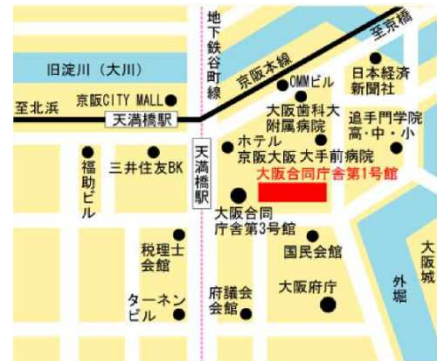 地下鉄谷町線
至京橋
京阪本線
旧淀川（大川）
OMMビル
日本経済
新聞社
京阪CITY MALL
至北浜
天満橋駅
大阪歯科大
附属病院
追手門学院
高・中・小
福助ビル
三井住友BK
天満橋駅
ホテル
京阪大阪
大手前病院
大阪合同庁舎第1号館
大阪合同
庁舎第3号館
税理士
会館
国民会館
大阪城
外堀
ターネン
ビル
府議会
会館
大阪府庁